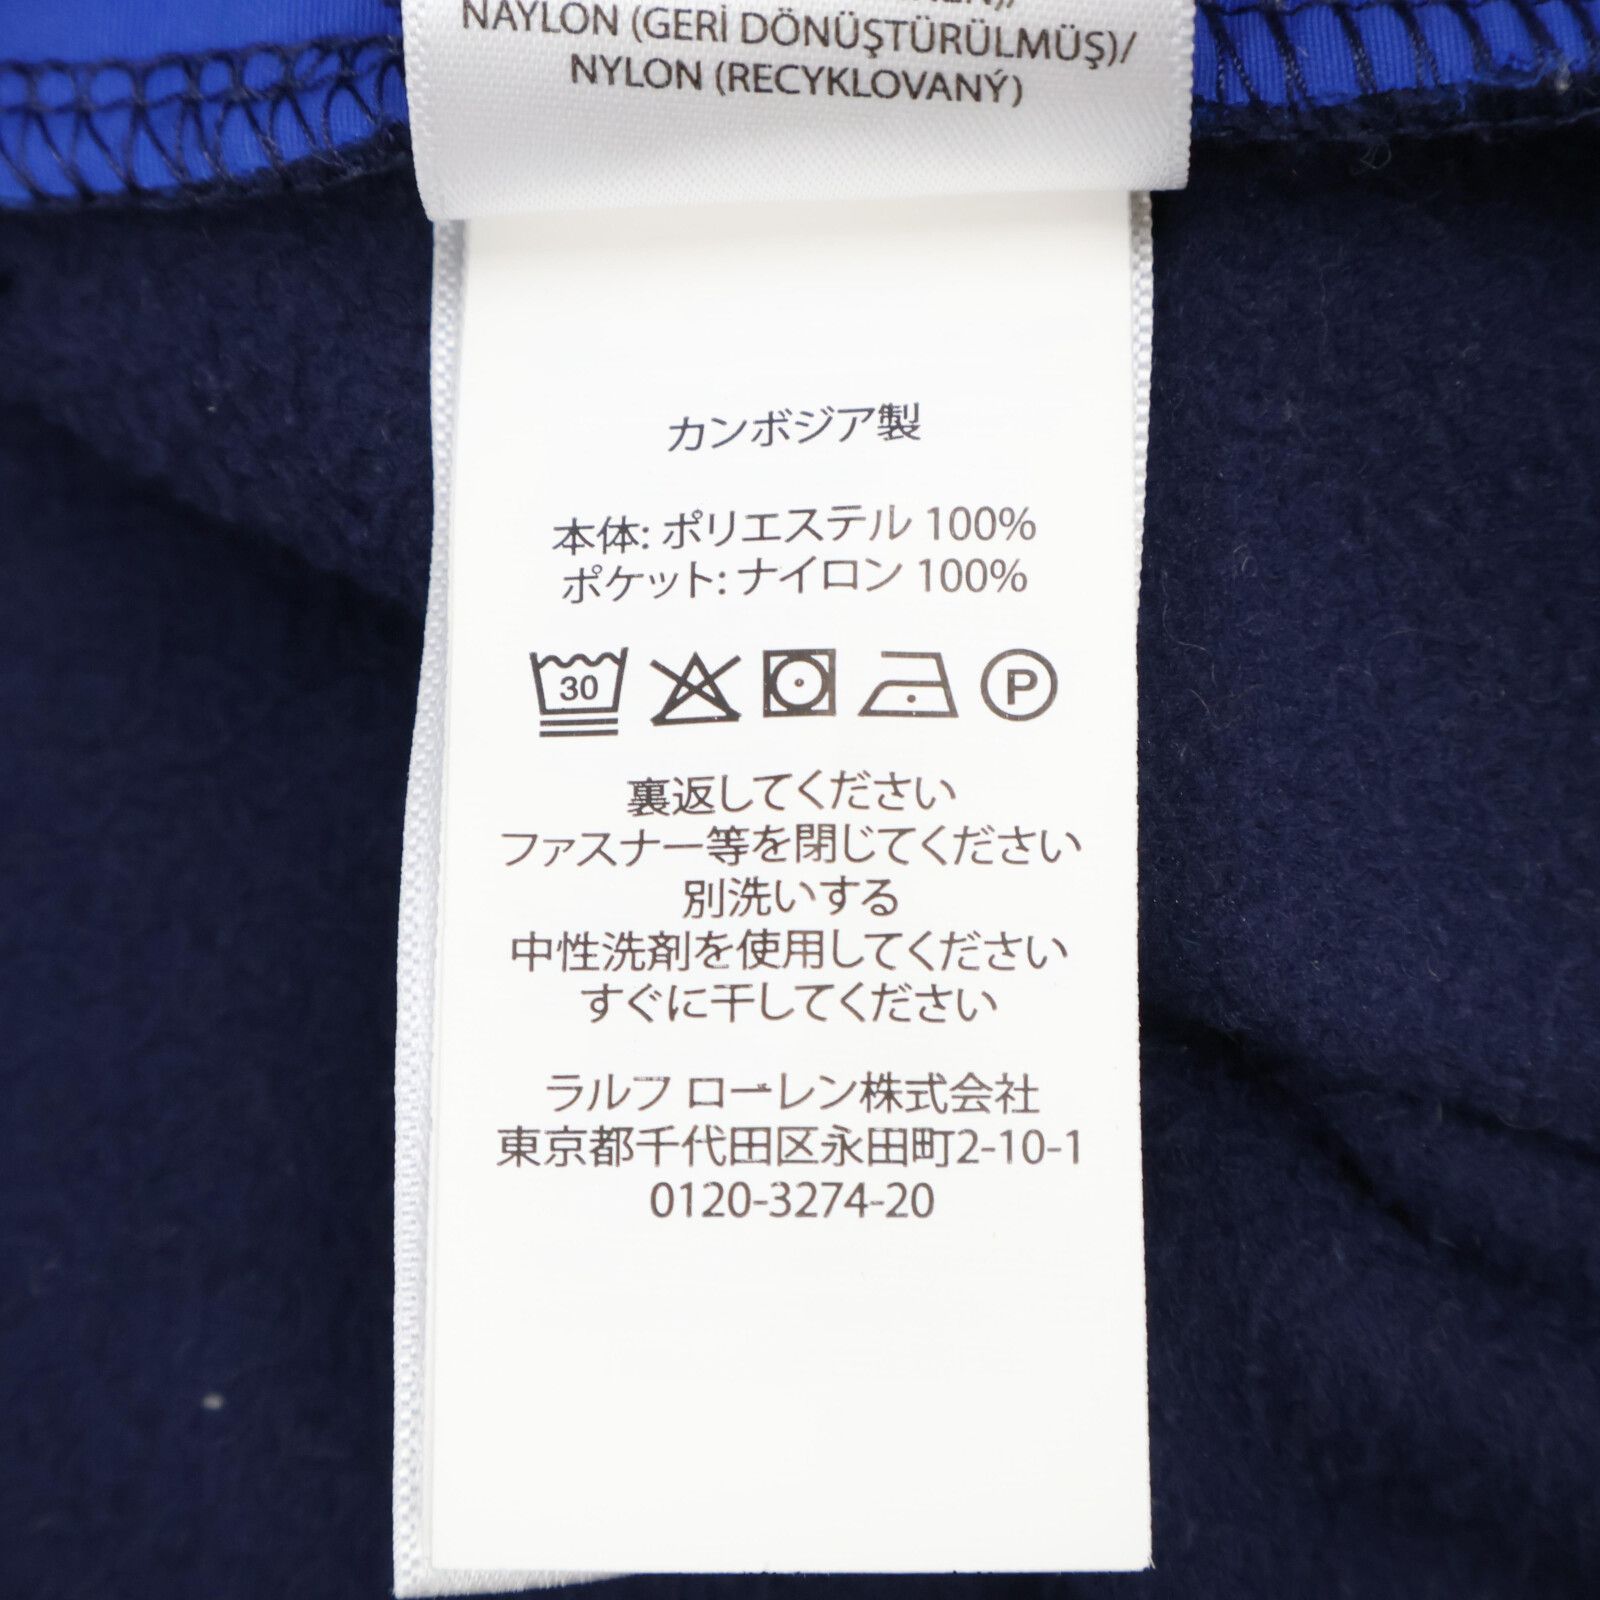 NAYLON (GERİ DÖNÜŞTÜRÜLMÜŞ)/
NYLON (RECYKLOVANÝ)
カンボジア製
本体: ポリエステル 100%
ポケット: ナイロン 100%
30 P
裏返してください
ファスナー等を閉じてください
別洗いする
中性洗剤を使用してください
すぐに干してください
ラルフ ローレン株式会社
東京都千代田区永田町2-10-1
0120-3274-20